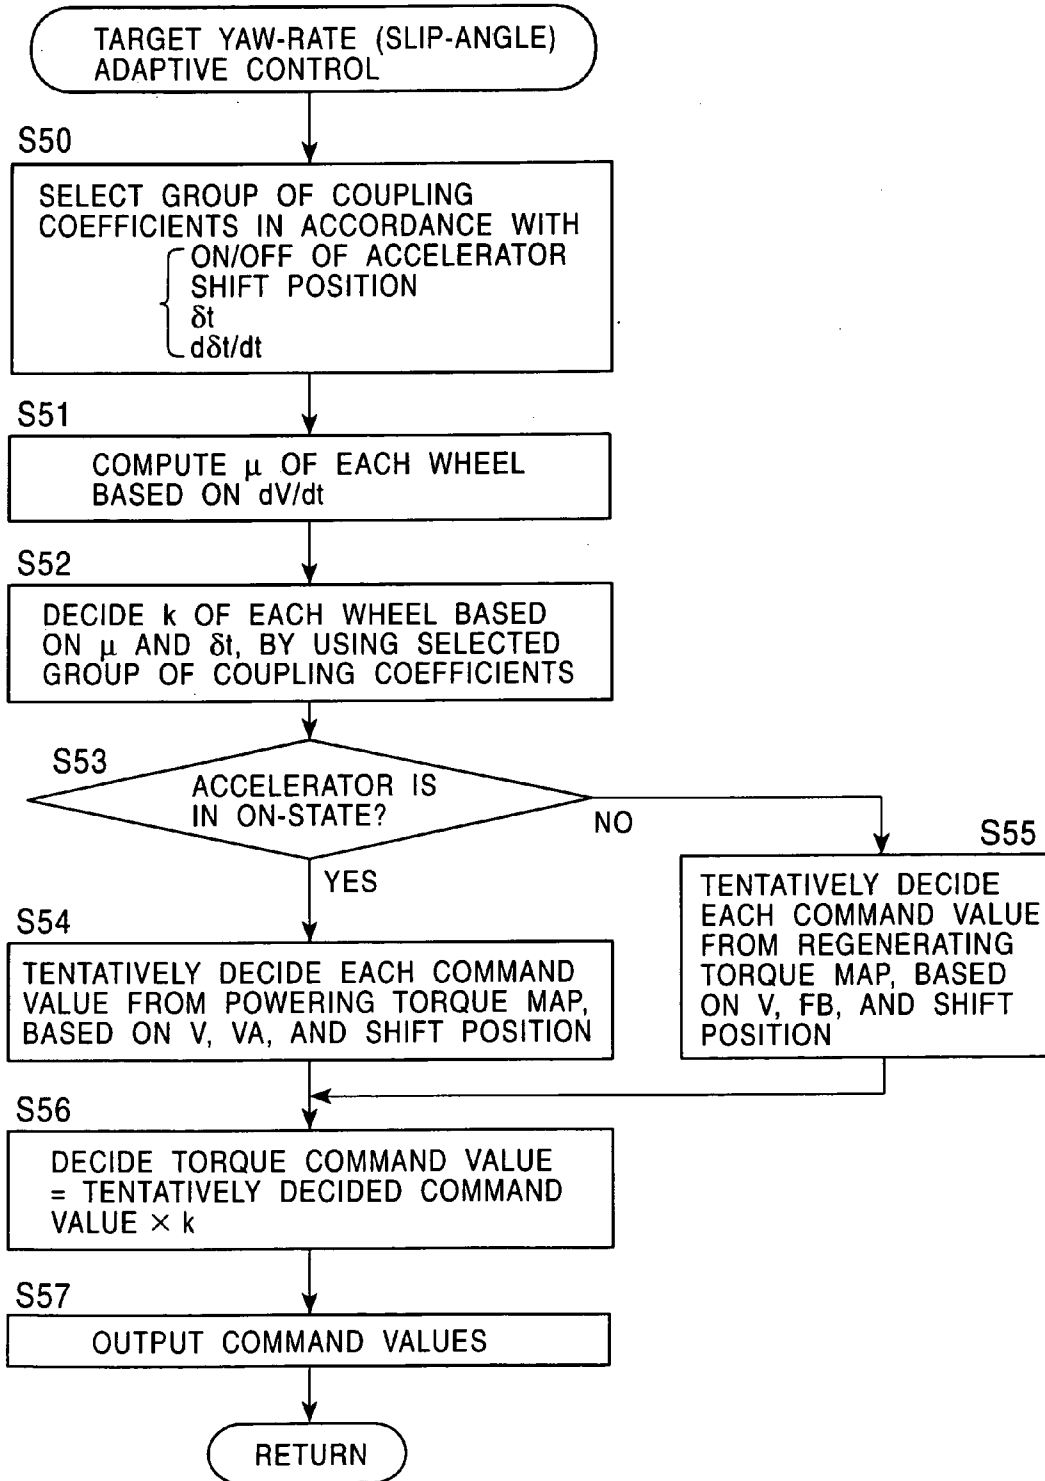 TARGET YAW-RATE (SLIP-ANGLE)
ADAPTIVE CONTROL
S50
SELECT GROUP OF COUPLING
COEFFICIENTS IN ACCORDANCE WITH
ON/OFF OF ACCELERATOR
SHIFT POSITION
δt
dδt/dt
S51
COMPUTE μ OF EACH WHEEL
BASED ON dV/dt
S52
DECIDE k OF EACH WHEEL BASED
ON μ AND δt, BY USING SELECTED
GROUP OF COUPLING COEFFICIENTS
S53
ACCELERATOR IS
IN ON-STATE?
NO
YES
S54
TENTATIVELY DECIDE EACH COMMAND
VALUE FROM POWERING TORQUE MAP,
BASED ON V, VA, AND SHIFT POSITION
S55
TENTATIVELY DECIDE
EACH COMMAND VALUE
FROM REGENERATING
TORQUE MAP, BASED
ON V, FB, AND SHIFT
POSITION
S56
DECIDE TORQUE COMMAND VALUE
= TENTATIVELY DECIDED COMMAND
VALUE × k
S57
OUTPUT COMMAND VALUES
RETURN